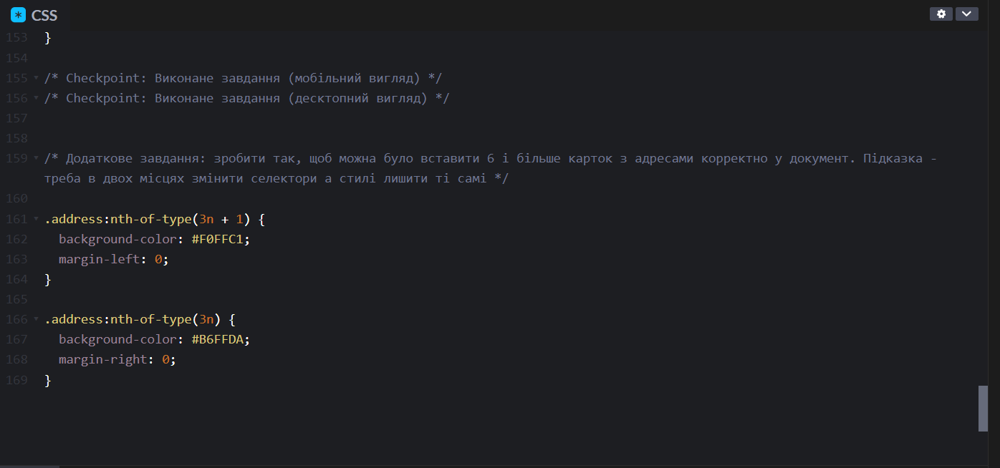 CSS
153 }
154
155 /* Checkpoint: Виконане завдання (мобільний вигляд) */
156 /* Checkpoint: Виконане завдання (десктопний вигляд) */
157
158
159 /* Додаткове завдання: зробити так, щоб можна було вставити 6 і більше карток з адресами корректно у документ. Підказка -
треба в двох місцях змінити селектори а стилі лишити ті самі */
160
161 .address:nth-of-type(3n + 1) {
162 background-color: #F0FFC1;
163 margin-left: 0;
164 }
165
166 .address:nth-of-type(3n) {
167 background-color: #B6FFDA;
168 margin-right: 0;
169 }